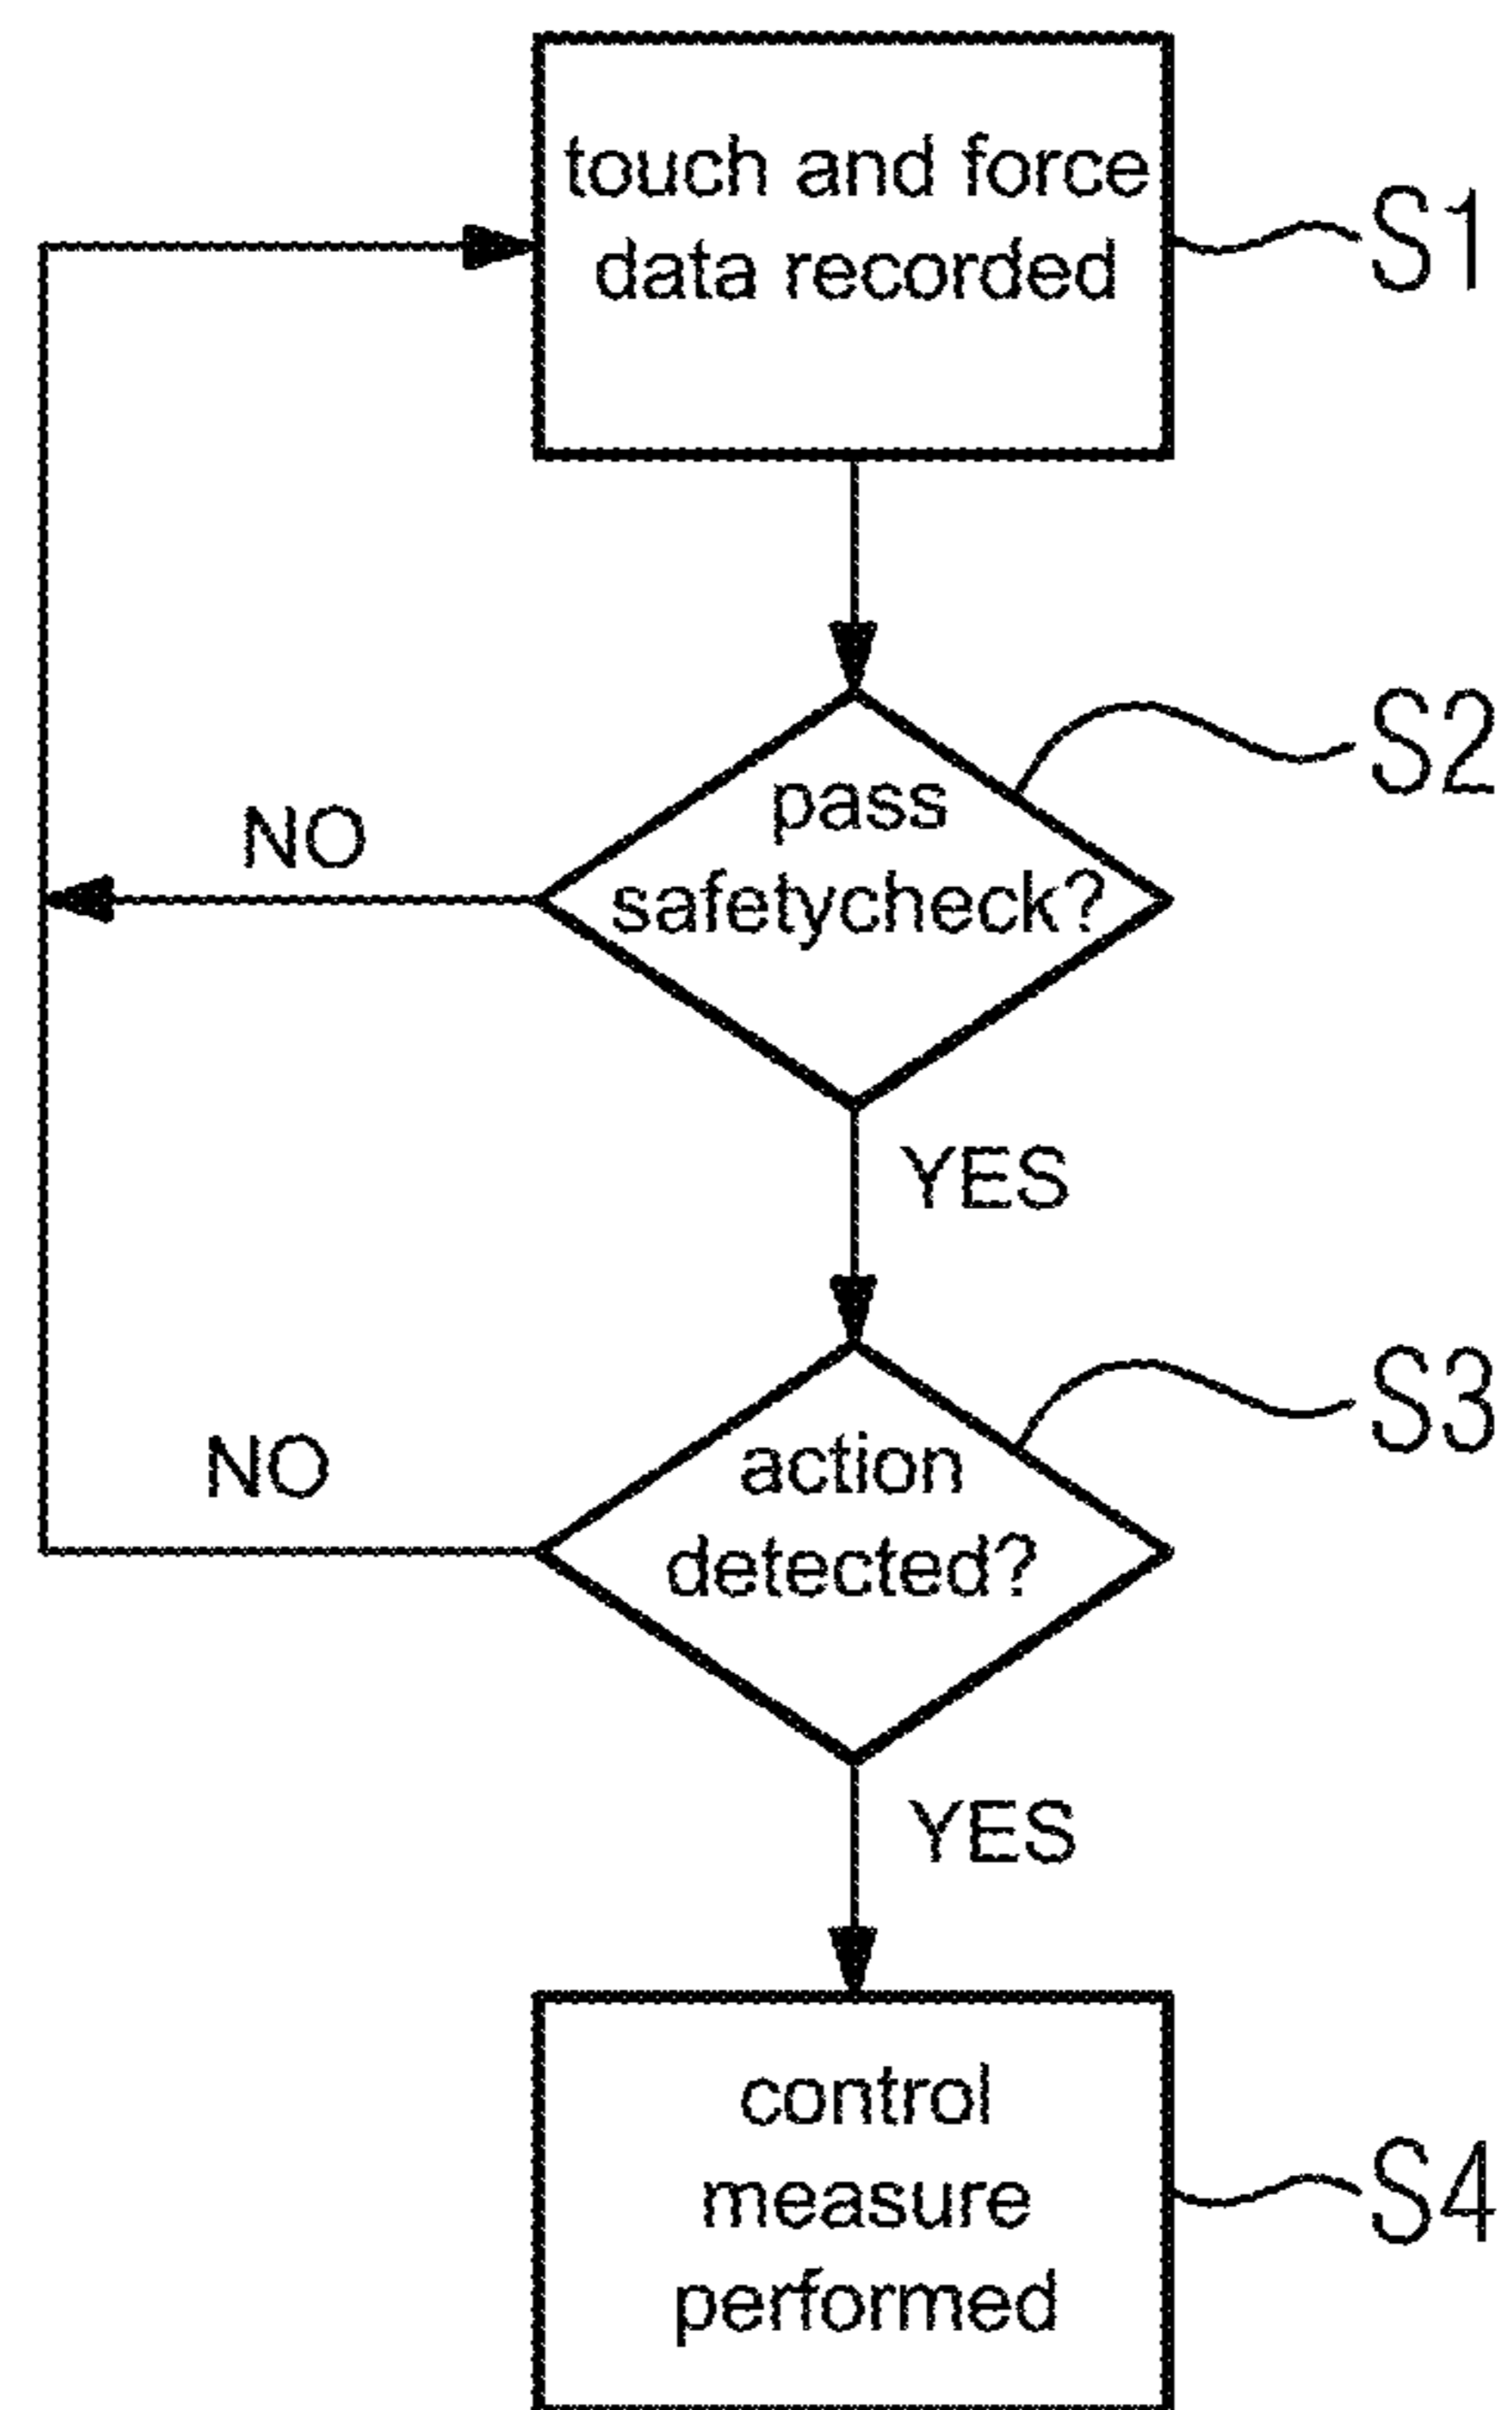 touch and force
data recorded
S1
pass
safetycheck?
S2
NO
YES
action
detected?
S3
NO
YES
control
measure
performed
S4